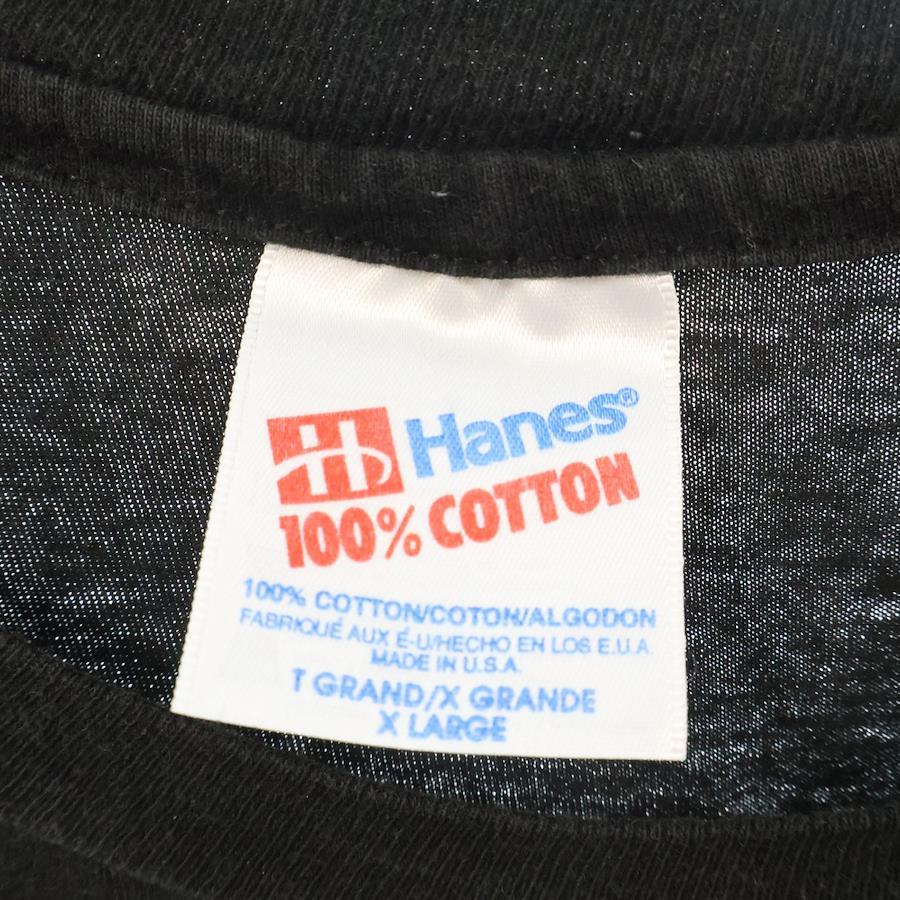 H Hanes®
100% COTTON
100% COTTON/COTON/ALGODON
FABRIQUÉ AUX É-U/HECHO EN LOS E.U.A.
MADE IN U.S.A.
T GRAND/X GRANDE
X LARGE